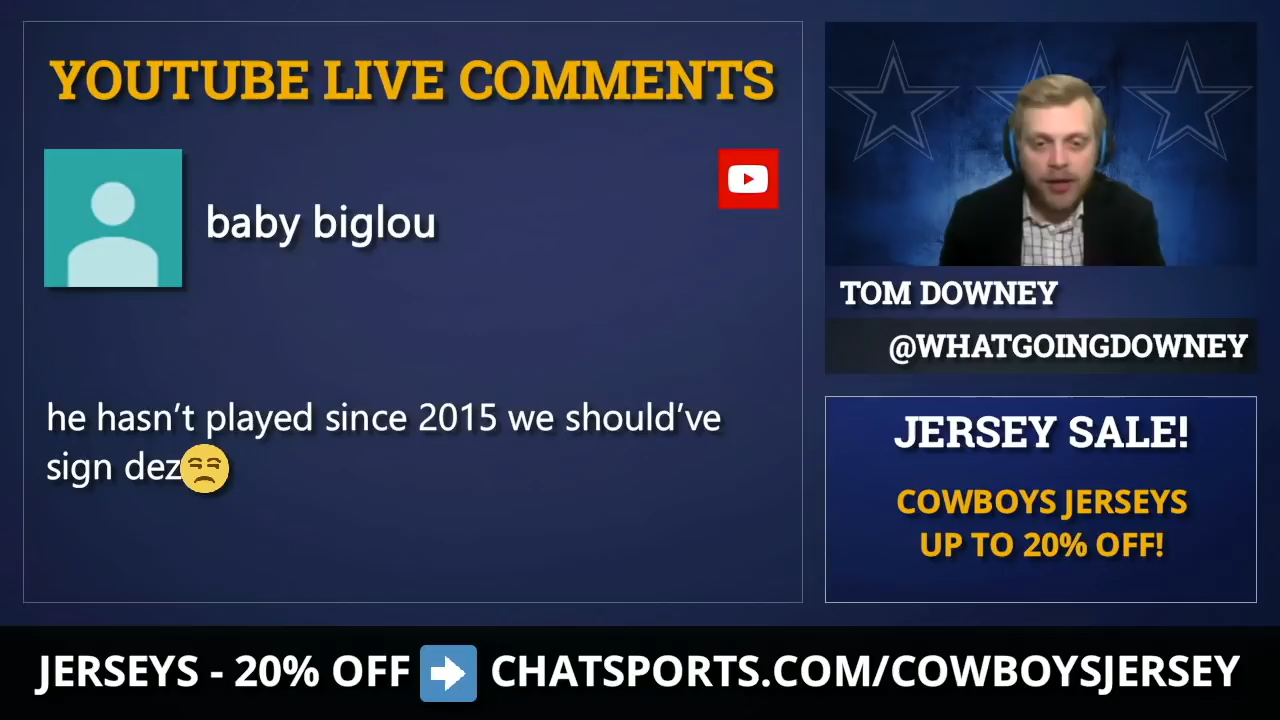 YOUTUBE LIVE COMMENTS
baby biglou
he hasn’t played since 2015 we should’ve
sign dez😒
TOM DOWNEY
@WHATGOINGDOWNEY
JERSEY SALE!
COWBOYS JERSEYS
UP TO 20% OFF!
JERSEYS - 20% OFF ➡ CHATSPORTS.COM/COWBOYSJERSEY